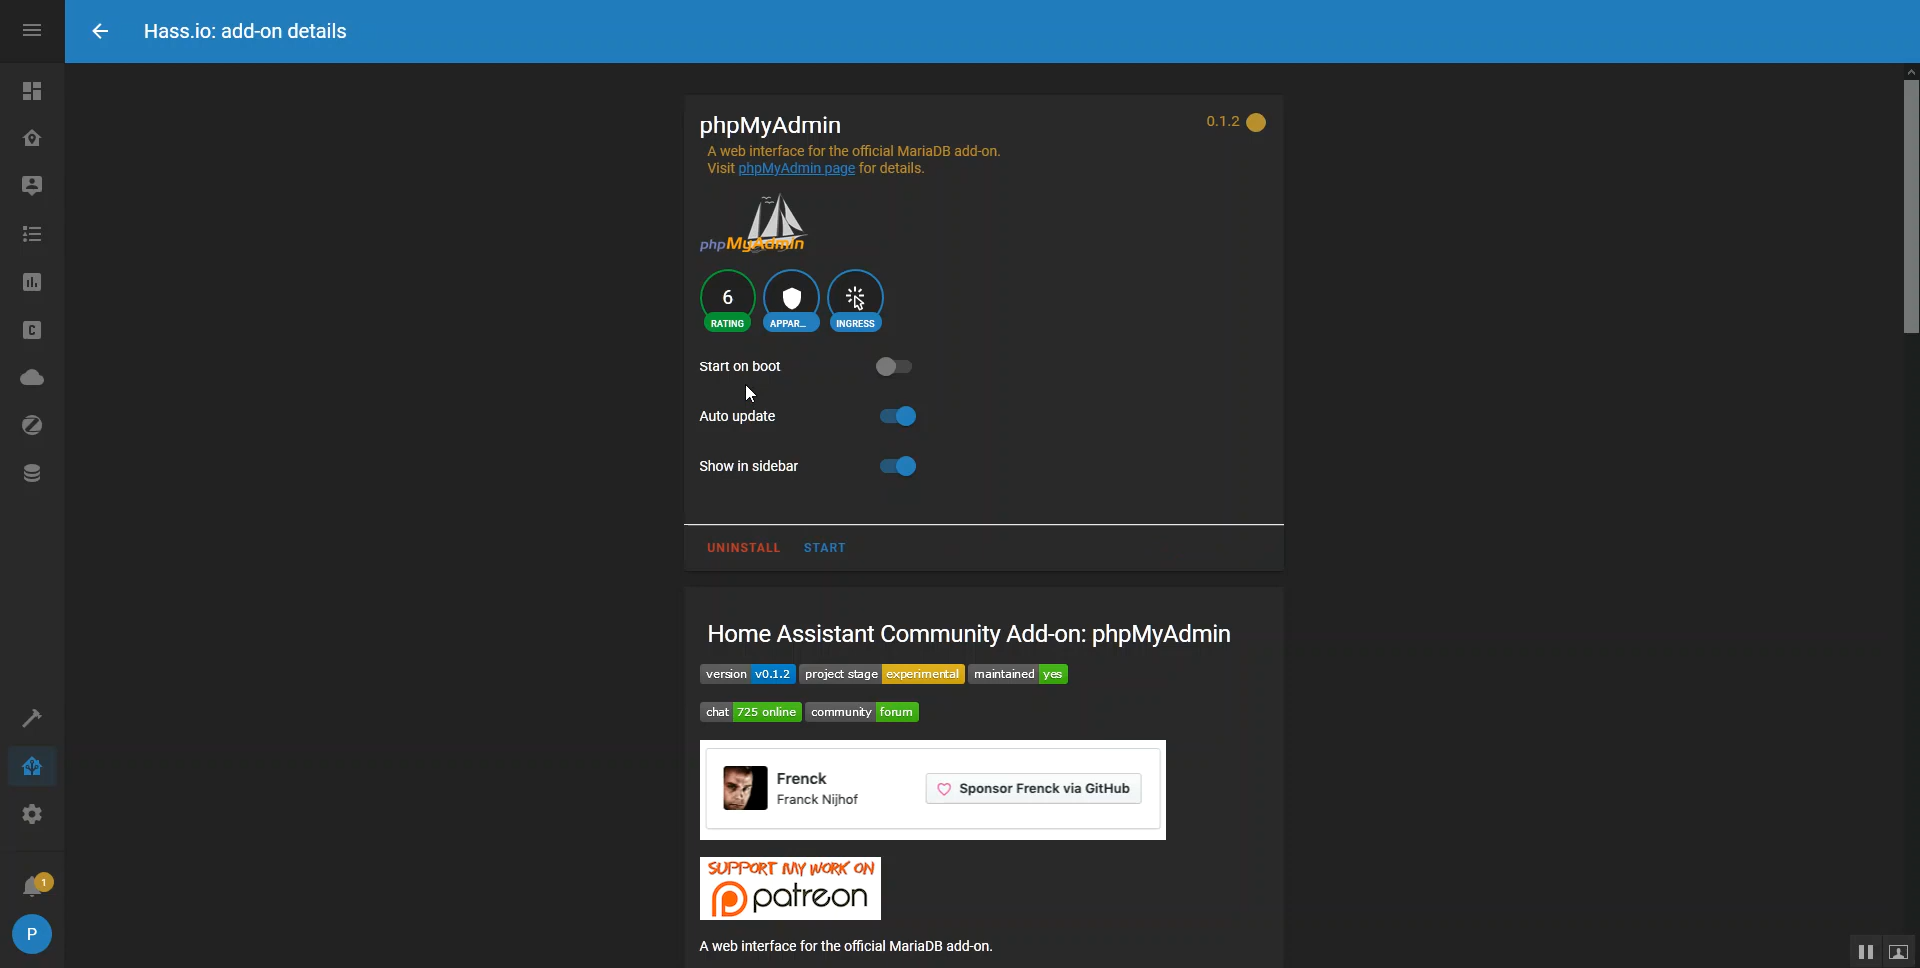 Hass.io: add-on details
phpMyAdmin
0.1.2
A web interface for the official MariaDB add-on.
Visit phpMyAdmin page for details.
phpMyAdmin
6
RATING
APPAR...
INGRESS
Start on boot
Auto update
Show in sidebar
UNINSTALL START
Home Assistant Community Add-on: phpMyAdmin
version v0.1.2 project stage experimental maintained yes
chat 725 online community forum
Frenck
Franck Nijhof
Sponsor Frenck via GitHub
SUPPORT MY WORK ON
patreon
A web interface for the official MariaDB add-on.
C
1
P